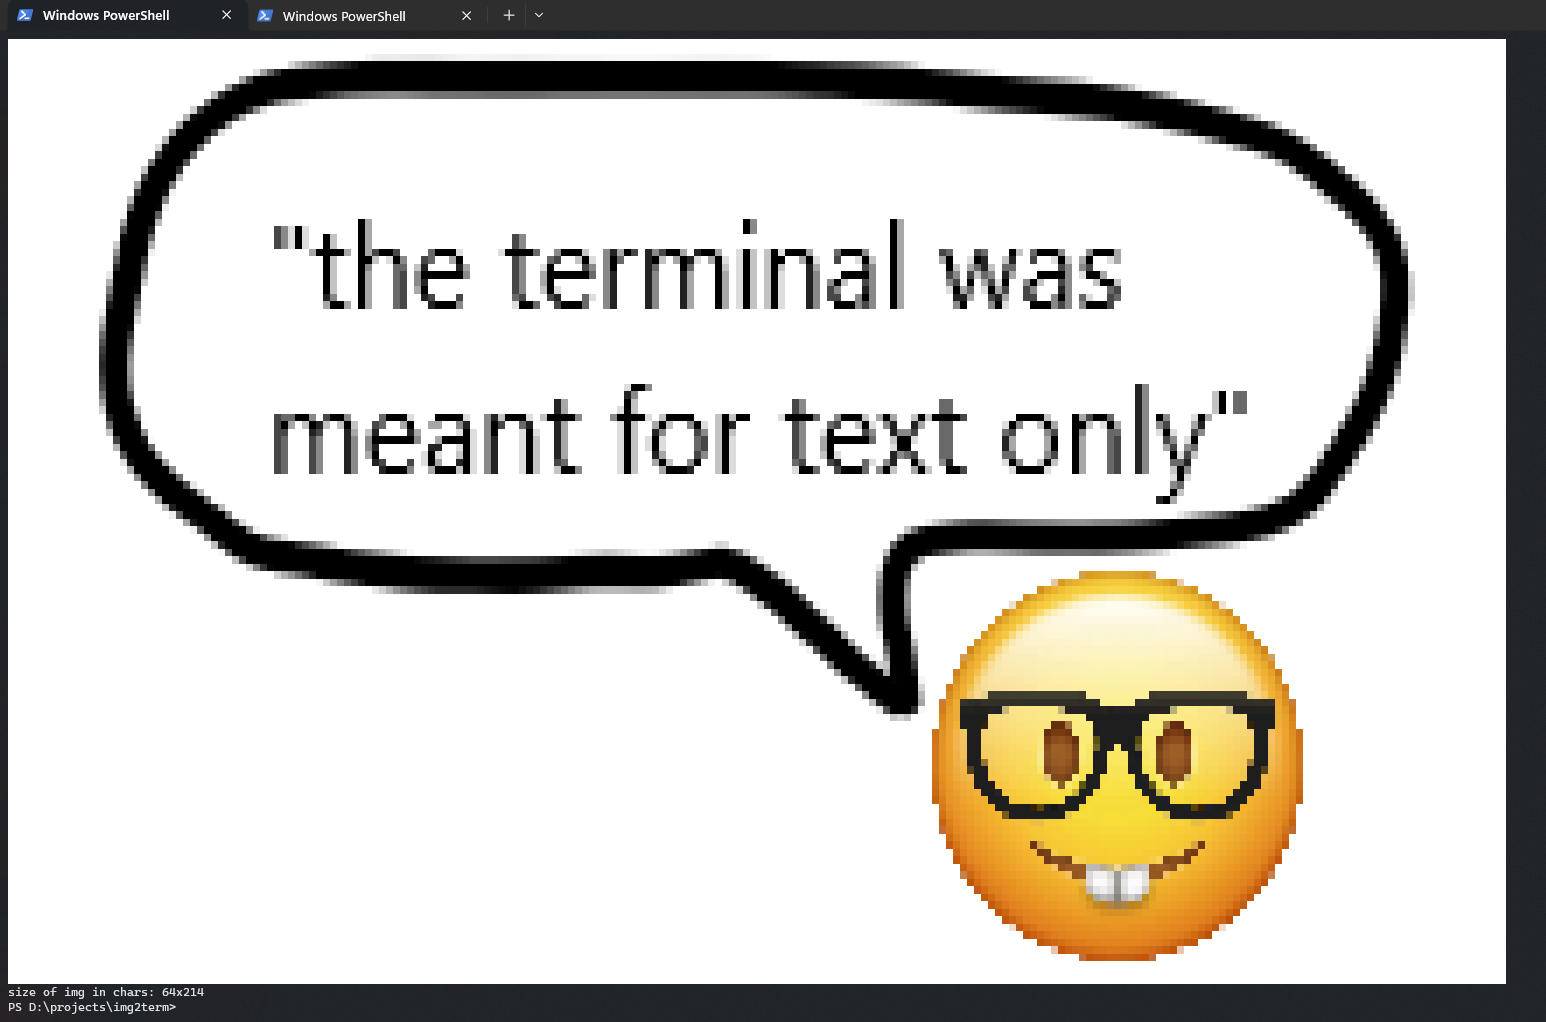 Windows PowerShell
Windows PowerShell
"the terminal was
meant for text only"
size of img in chars: 64x214
PS D:\projects\img2term>